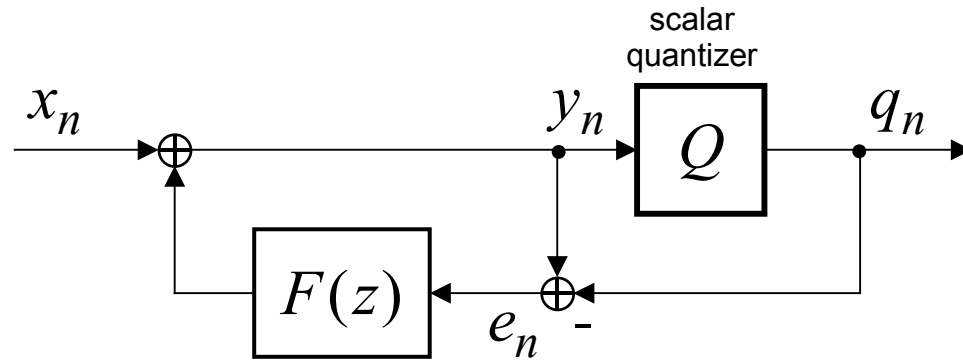 scalar
quantizer
x_n
y_n
Q
q_n
F(z)
e_n
-